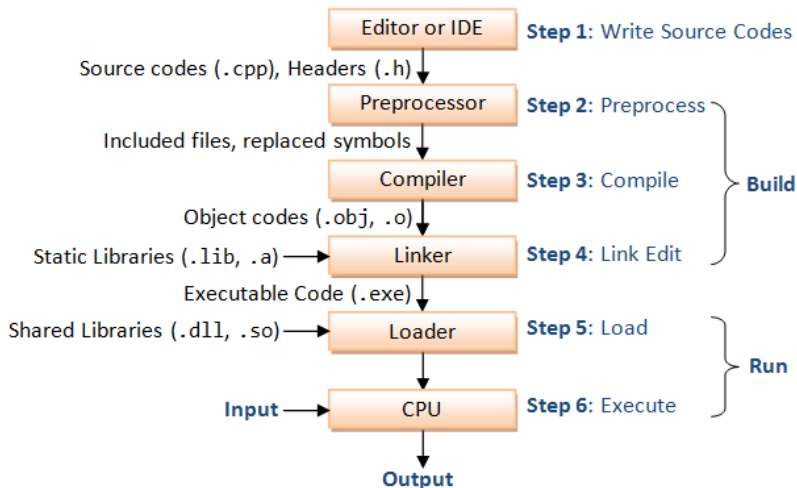 Editor or IDE
Step 1: Write Source Codes
Source codes (.cpp), Headers (.h)
Preprocessor
Step 2: Preprocess
Included files, replaced symbols
Compiler
Step 3: Compile
Build
Object codes (.obj, .o)
Static Libraries (.lib, .a)
Linker
Step 4: Link Edit
Executable Code (.exe)
Shared Libraries (.dll, .so)
Loader
Step 5: Load
Run
Input
CPU
Step 6: Execute
Output